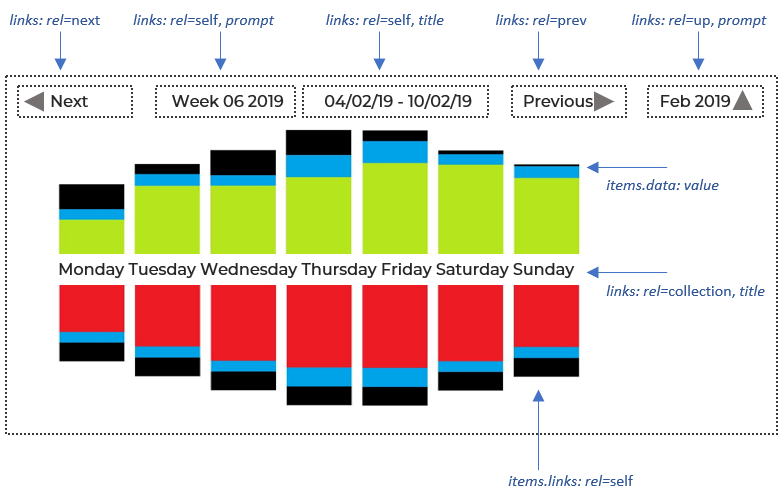 links: rel=next
links: rel=self, prompt
links: rel=self, title
links: rel=prev
links: rel=up, prompt
Next
Week 06 2019
04/02/19 - 10/02/19
Previous
Feb 2019
items.data: value
Monday Tuesday Wednesday Thursday Friday Saturday Sunday
links: rel=collection, title
items.links: rel=self